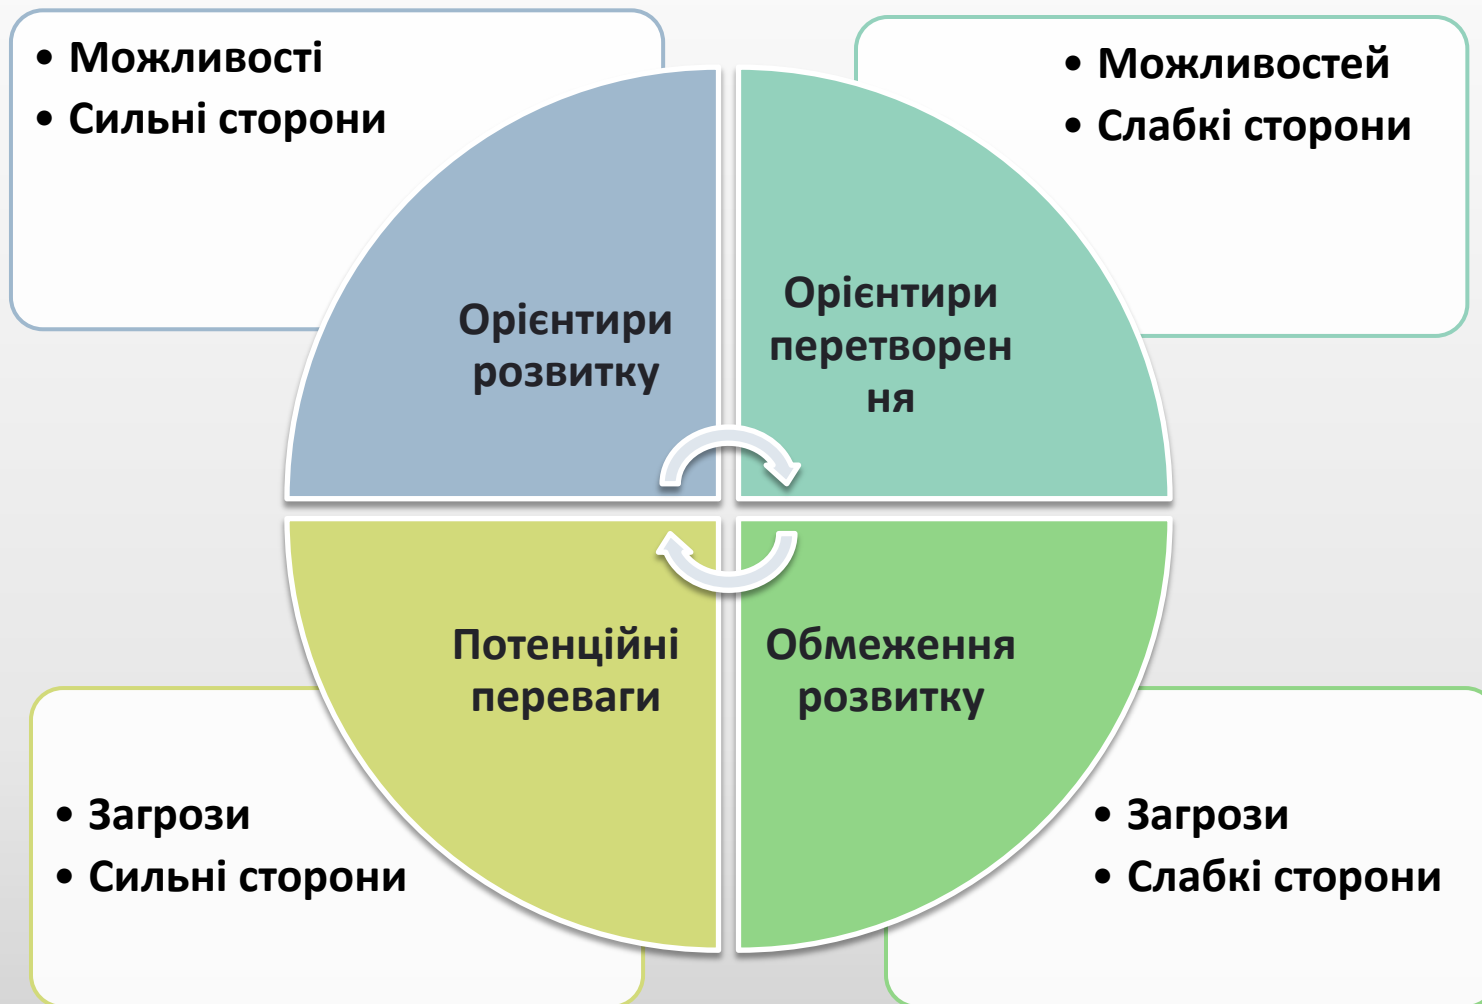 • Можливості
• Сильні сторони
• Можливостей
• Слабкі сторони
Орієнтири
розвитку
Орієнтири
перетворен
ня
Потенційні
переваги
Обмеження
розвитку
• Загрози
• Сильні сторони
• Загрози
• Слабкі сторони